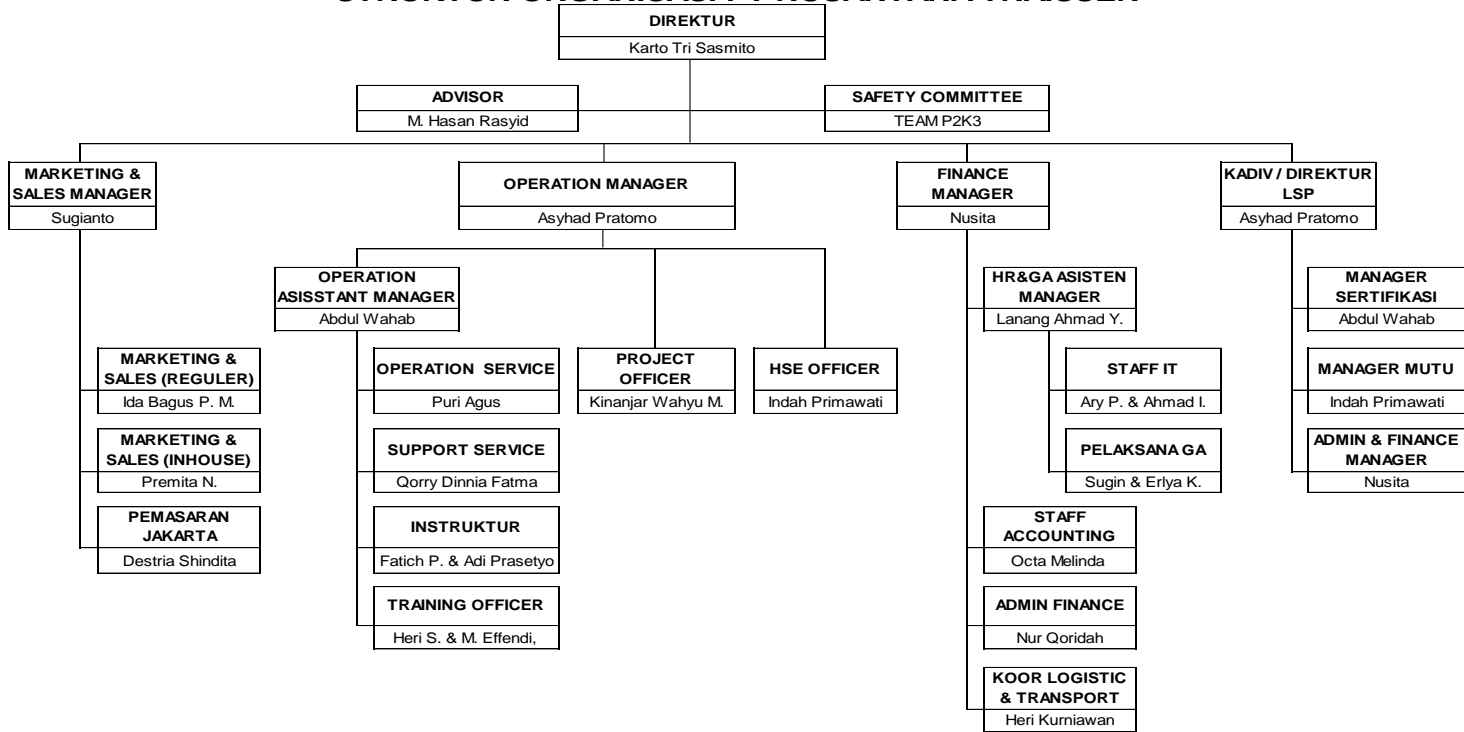 DIREKTUR
Karto Tri Sasmito
ADVISOR
M. Hasan Rasyid
SAFETY COMMITTEE
TEAM P2K3
MARKETING &
SALES MANAGER
Sugianto
OPERATION MANAGER
Asyhad Pratomo
FINANCE
MANAGER
Nusita
KADIV / DIREKTUR
LSP
Asyhad Pratomo
OPERATION
ASISSTANT MANAGER
Abdul Wahab
HR&GA ASISTEN
MANAGER
Lanang Ahmad Y.
MANAGER
SERTIFIKASI
Abdul Wahab
MARKETING &
SALES (REGULER)
Ida Bagus P. M.
OPERATION SERVICE
Puri Agus
PROJECT
OFFICER
Kinanjar Wahyu M.
HSE OFFICER
Indah Primawati
STAFF IT
Ary P. & Ahmad I.
MANAGER MUTU
Indah Primawati
MARKETING &
SALES (INHOUSE)
Premita N.
SUPPORT SERVICE
Qorry Dinnia Fatma
PELAKSANA GA
Sugin & Erlya K.
ADMIN & FINANCE
MANAGER
Nusita
PEMASARAN
JAKARTA
Destria Shindita
INSTRUKTUR
Fatich P. & Adi Prasetyo
STAFF
ACCOUNTING
Octa Melinda
TRAINING OFFICER
Heri S. & M. Effendi,
ADMIN FINANCE
Nur Qoridah
KOOR LOGISTIC
& TRANSPORT
Heri Kurniawan